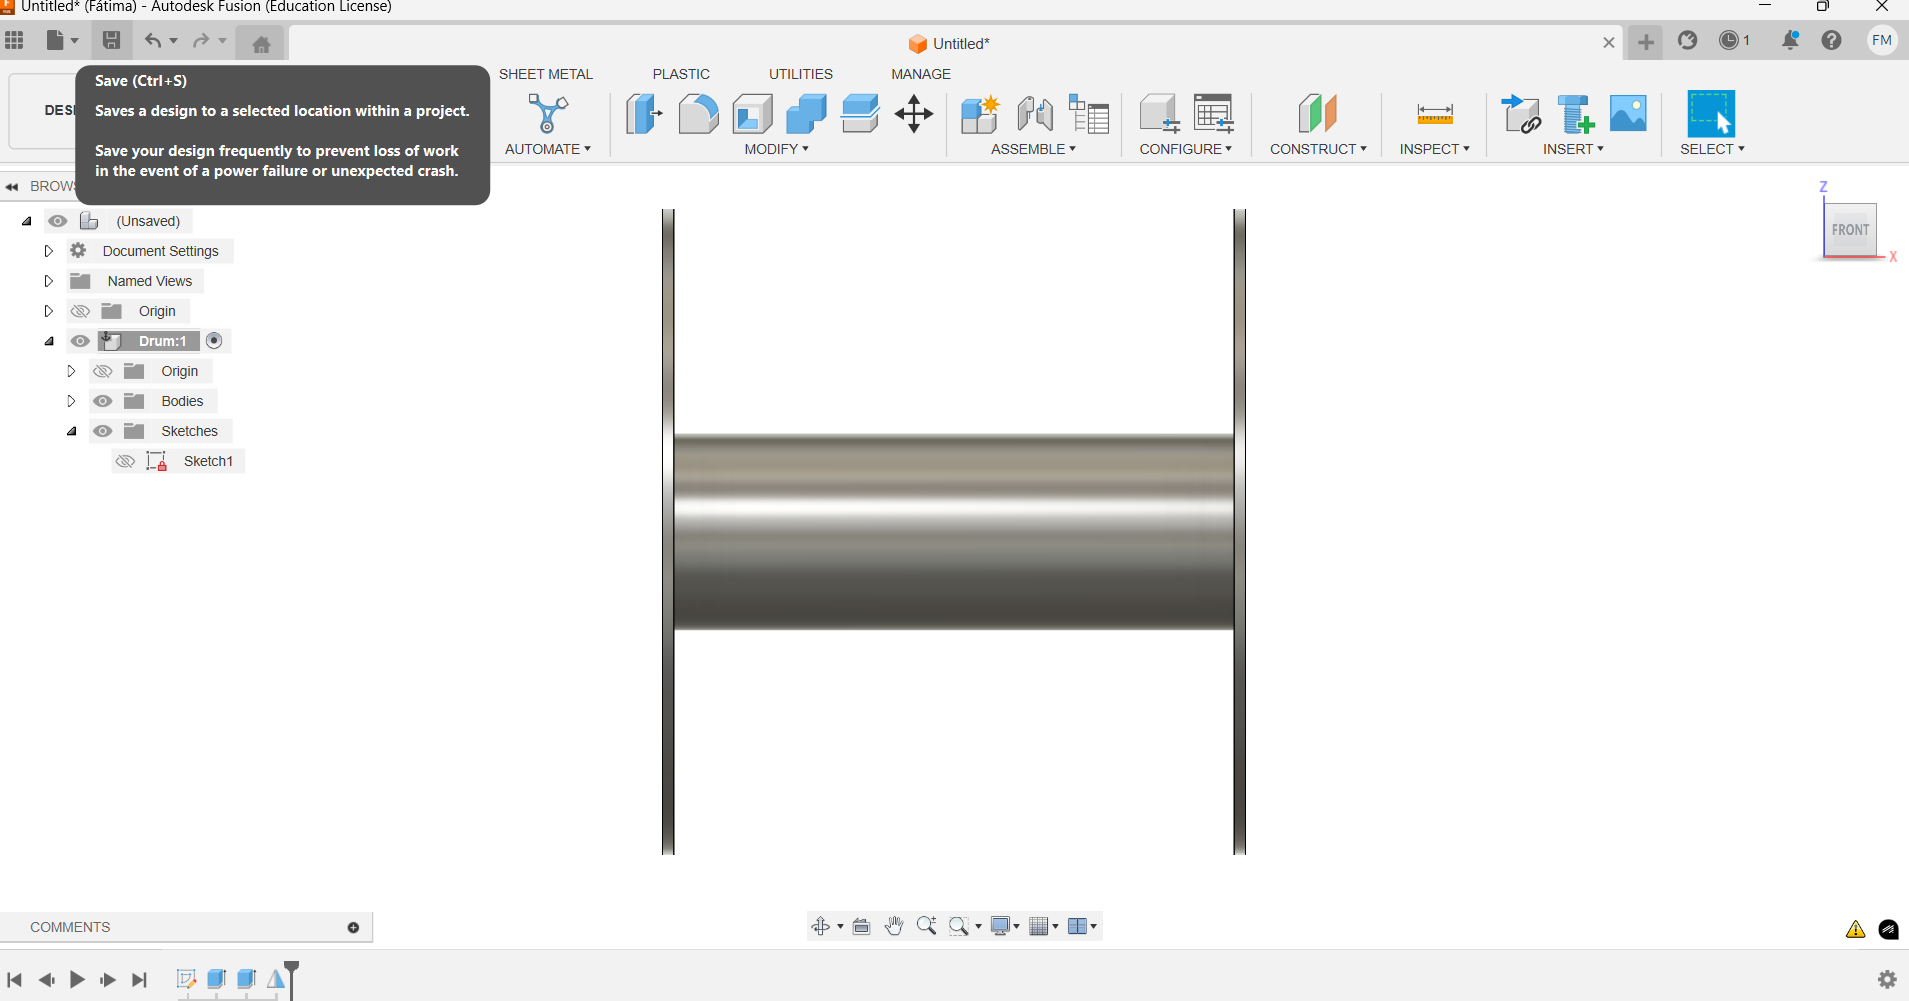 Untitled* (Fátima) - Autodesk Fusion (Education License)
Untitled*
1
FM
Save (Ctrl+S)
Saves a design to a selected location within a project.
Save your design frequently to prevent loss of work
in the event of a power failure or unexpected crash.
SHEET METAL
PLASTIC
UTILITIES
MANAGE
DESI
AUTOMATE
MODIFY
ASSEMBLE
CONFIGURE
CONSTRUCT
INSPECT
INSERT
SELECT
BROWS
(Unsaved)
Document Settings
Named Views
Origin
Drum:1
Origin
Bodies
Sketches
Sketch1
Z
FRONT
X
COMMENTS